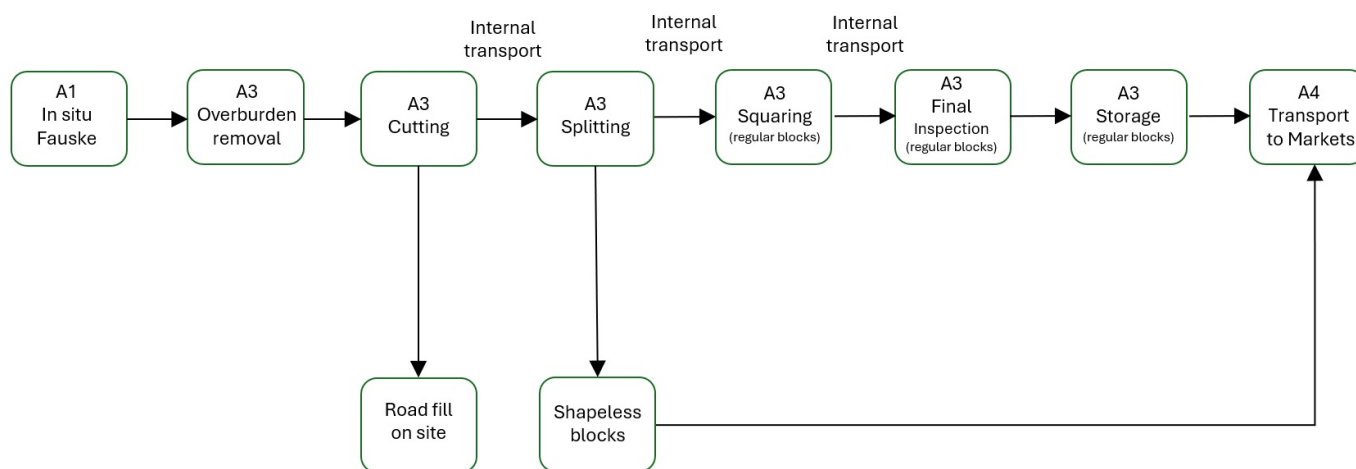 Internal
transport
Internal
transport
Internal
transport
A1
In situ
Fauske
A3
Overburden
removal
A3
Cutting
A3
Splitting
A3
Squaring
(regular blocks)
A3
Final
Inspection
(regular blocks)
A3
Storage
(regular blocks)
A4
Transport
to Markets
Road fill
on site
Shapeless
blocks